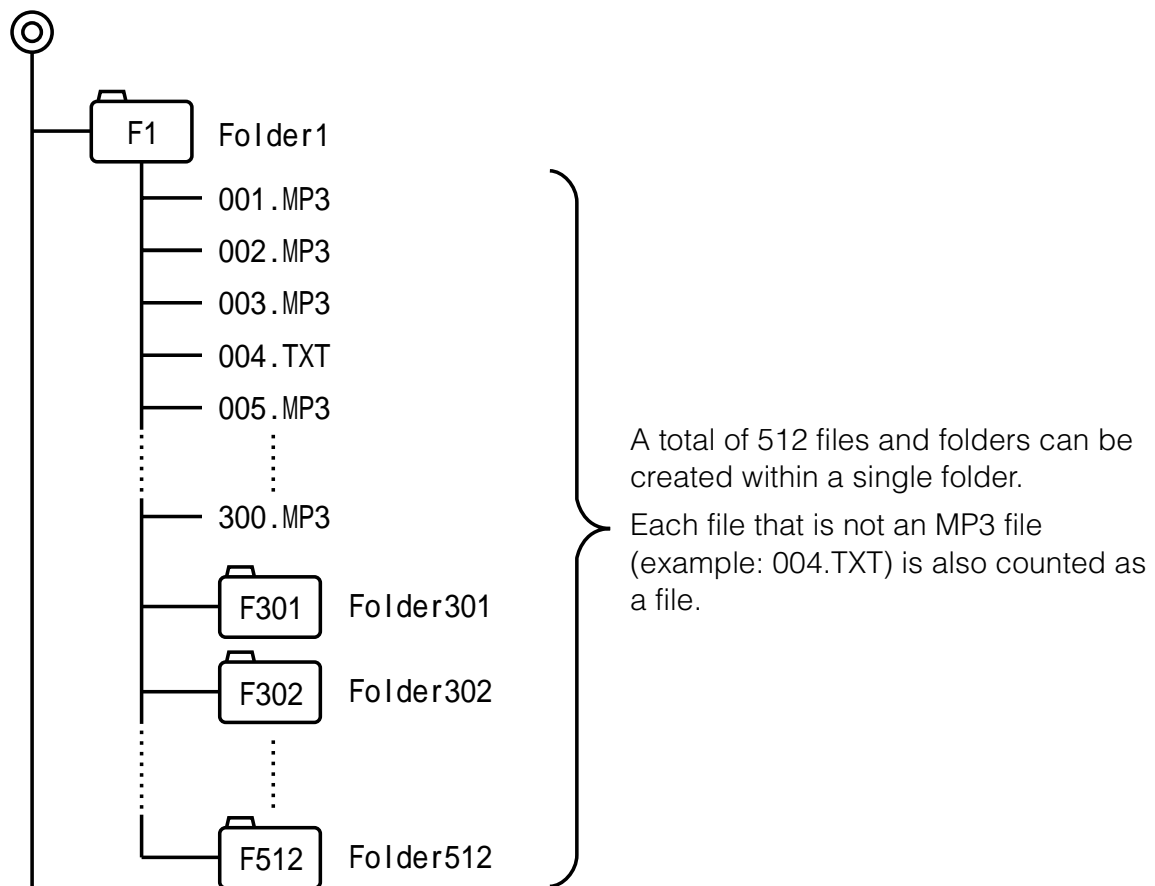 F1 Folder1
001.MP3
002.MP3
003.MP3
004.TXT
005.MP3
300.MP3
F301 Folder301
F302 Folder302
F512 Folder512
A total of 512 files and folders can be
created within a single folder.
Each file that is not an MP3 file
(example: 004.TXT) is also counted as
a file.